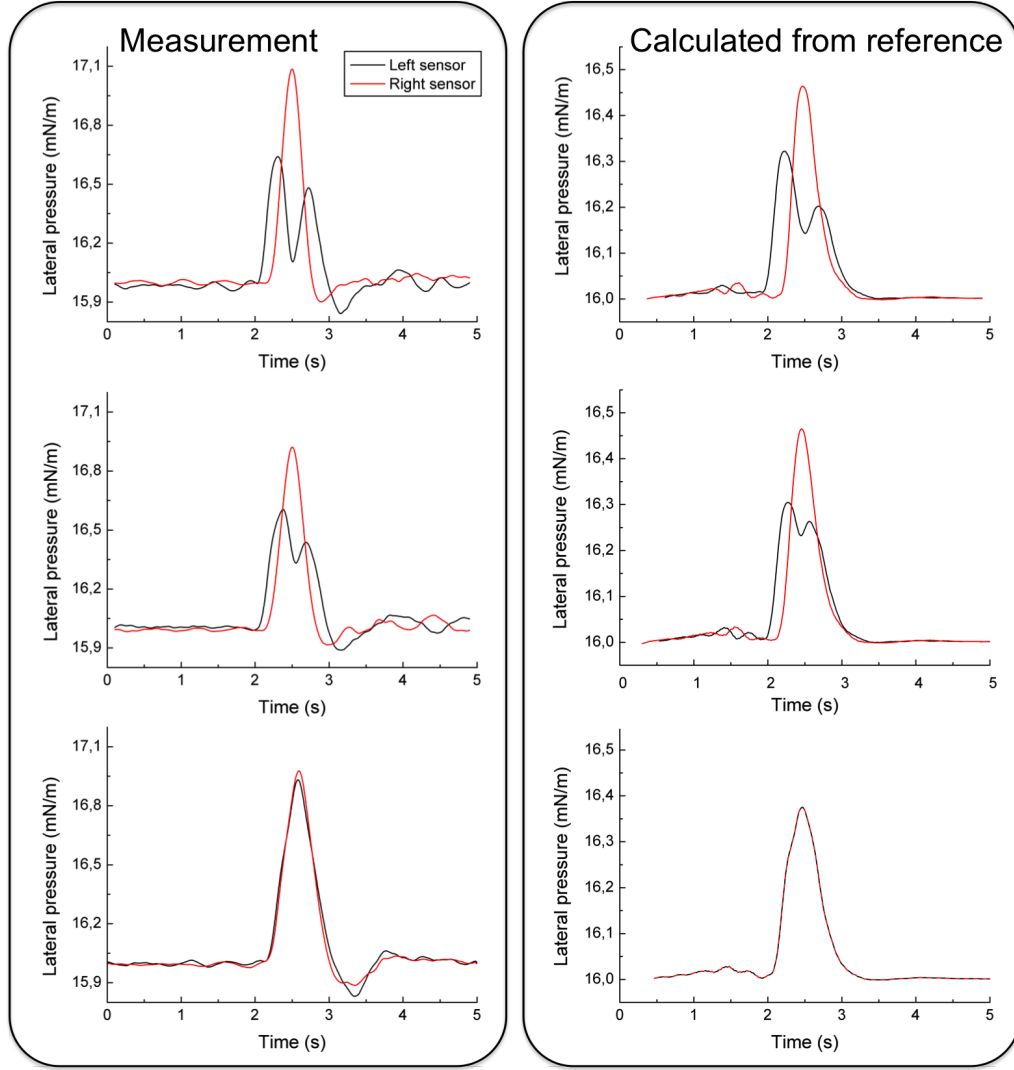 Measurement
Left sensor
Right sensor
Lateral pressure (mN/m)
17,1
16,8
16,5
16,2
15,9
0 1 2 3 4 5
Time (s)
Lateral pressure (mN/m)
17,1
16,8
16,5
16,2
15,9
0 1 2 3 4 5
Time (s)
Lateral pressure (mN/m)
17,1
16,8
16,5
16,2
15,9
0 1 2 3 4 5
Time (s)
Calculated from reference
Lateral pressure (mN/m)
16,5
16,4
16,3
16,2
16,1
16,0
0 1 2 3 4 5
Time (s)
Lateral pressure (mN/m)
16,5
16,4
16,3
16,2
16,1
16,0
0 1 2 3 4 5
Time (s)
Lateral pressure (mN/m)
16,5
16,4
16,3
16,2
16,1
16,0
0 1 2 3 4 5
Time (s)